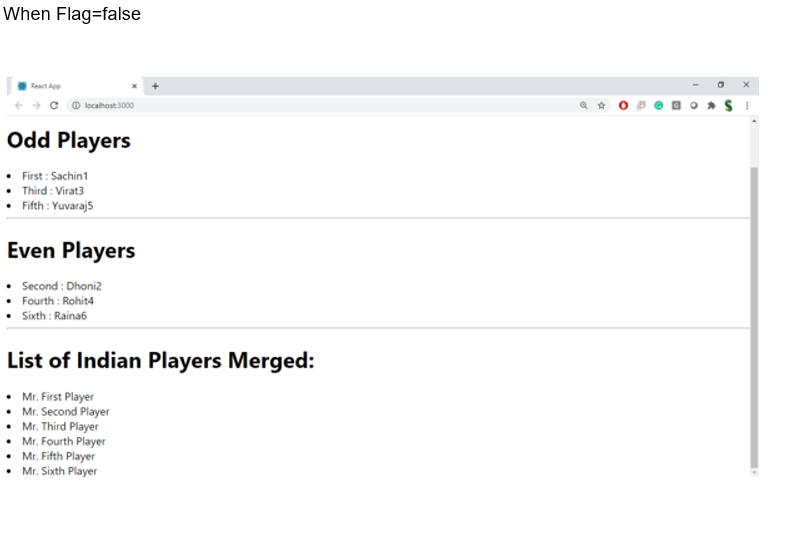 When Flag=false
React App
localhost:3000
Odd Players
First : Sachin1
Third : Virat3
Fifth : Yuvaraj5
Even Players
Second : Dhoni2
Fourth : Rohit4
Sixth : Raina6
List of Indian Players Merged:
Mr. First Player
Mr. Second Player
Mr. Third Player
Mr. Fourth Player
Mr. Fifth Player
Mr. Sixth Player